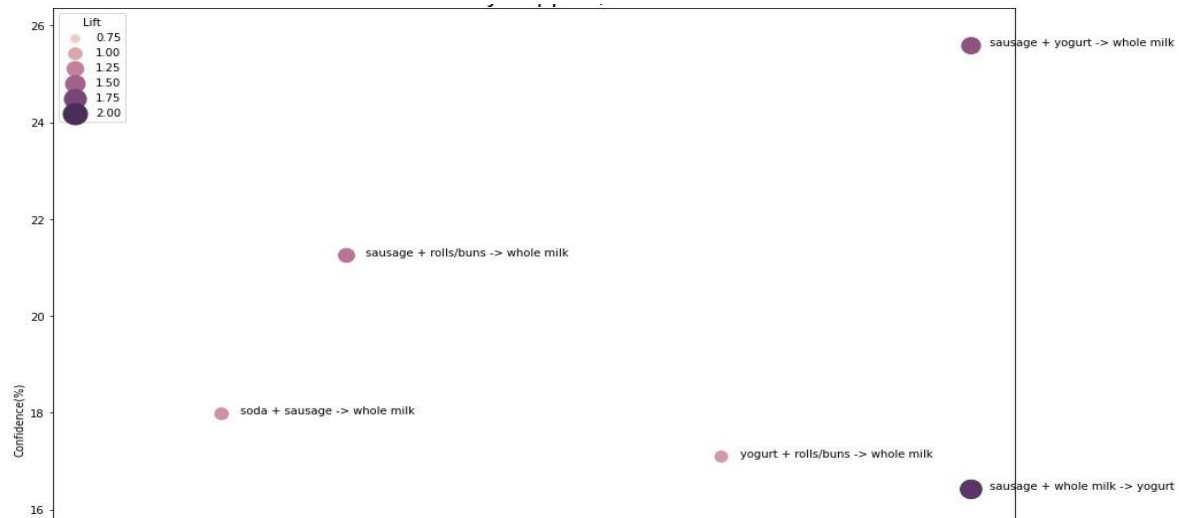 26
Lift
0.75
1.00
1.25
1.50
1.75
2.00
sausage + yogurt -> whole milk
24
22
sausage + rolls/buns -> whole milk
20
Confidence(%)
18
soda + sausage -> whole milk
yogurt + rolls/buns -> whole milk
sausage + whole milk -> yogurt
16